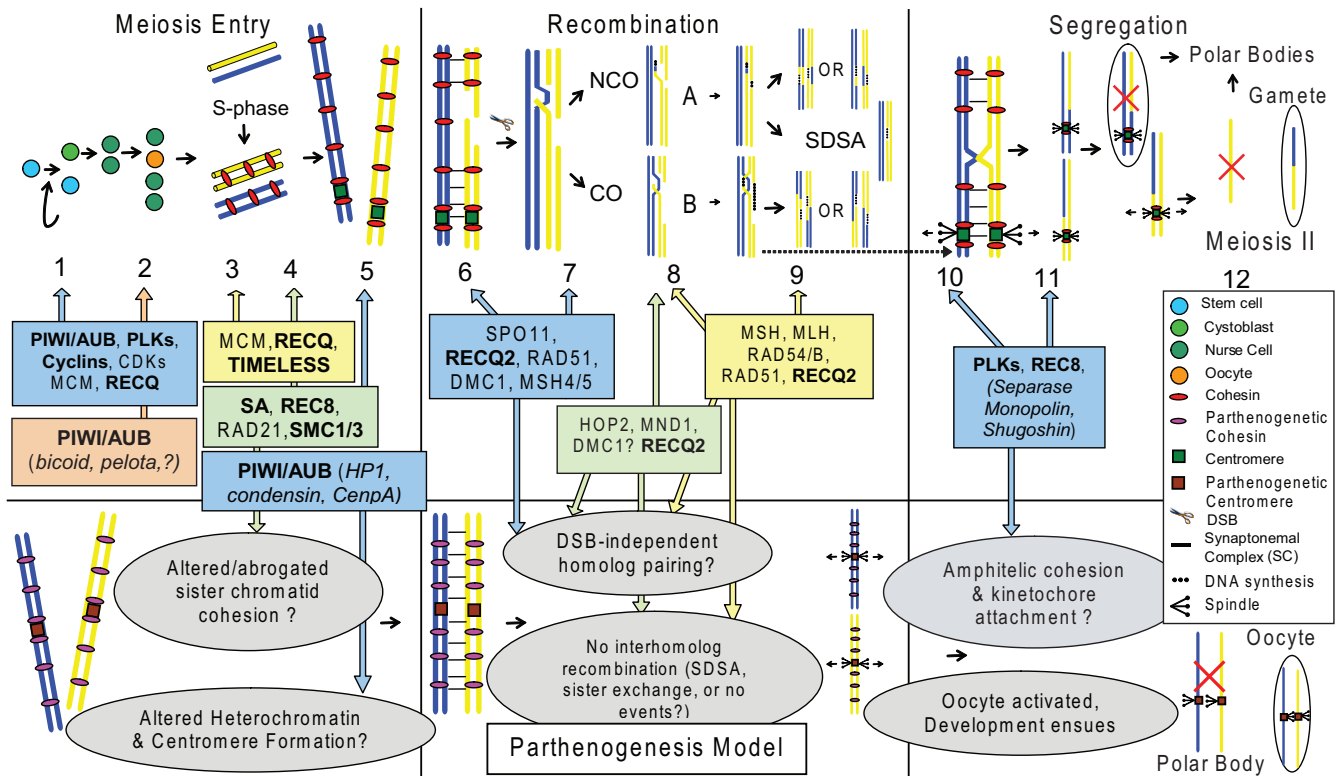 Meiosis Entry
S-phase
1
2
3
4
5
PIWI/AUB, PLKs,
Cyclins, CDKs
MCM, RECQ
PIWI/AUB
(bicoid, pelota,?)
MCM, RECQ,
TIMELESS
SA, REC8,
RAD21,SMC1/3
PIWI/AUB (HP1,
condensin, CenpA)
Altered/abrogated
sister chromatid
cohesion ?
Altered Heterochromatin
& Centromere Formation?
Recombination
NCO
CO
A
B
OR
SDSA
OR
6
7
8
9
SPO11,
RECQ2, RAD51,
DMC1, MSH4/5
HOP2, MND1,
DMC1? RECQ2
MSH, MLH,
RAD54/B,
RAD51, RECQ2
DSB-independent
homolog pairing?
No interhomolog
recombination (SDSA,
sister exchange, or no
events?)
Parthenogenesis Model
Segregation
Polar Bodies
Gamete
Meiosis II
10
11
12
PLKs, REC8,
(Separase
Monopolin,
Shugoshin)
Stem cell
Cystoblast
Nurse Cell
Oocyte
Cohesin
Parthenogenetic
Cohesin
Centromere
Parthenogenetic
Centromere
DSB
Synaptonemal
Complex (SC)
DNA synthesis
Spindle
Amphitelic cohesion
& kinetochore
attachment ?
Oocyte activated,
Development ensues
Oocyte
Polar Body